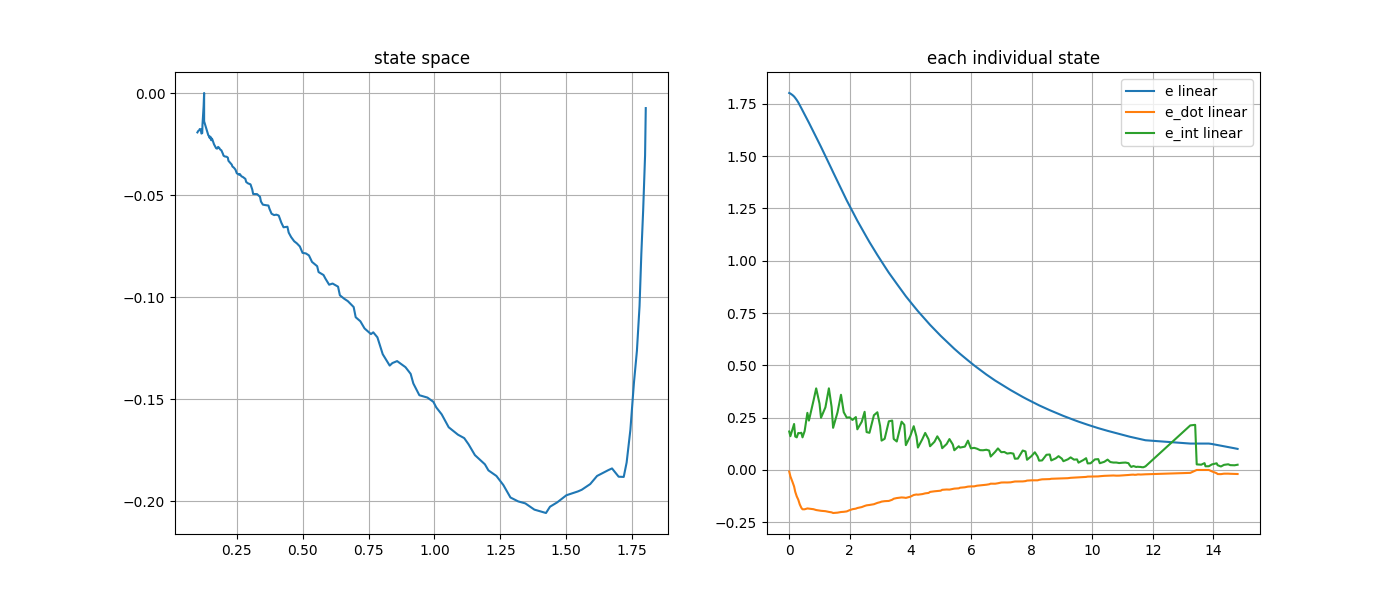 state space
0.00
−0.05
−0.10
−0.15
−0.20
0.25 0.50 0.75 1.00 1.25 1.50 1.75
each individual state
e linear
e_dot linear
e_int linear
1.75
1.50
1.25
1.00
0.75
0.50
0.25
0.00
−0.25
0 2 4 6 8 10 12 14